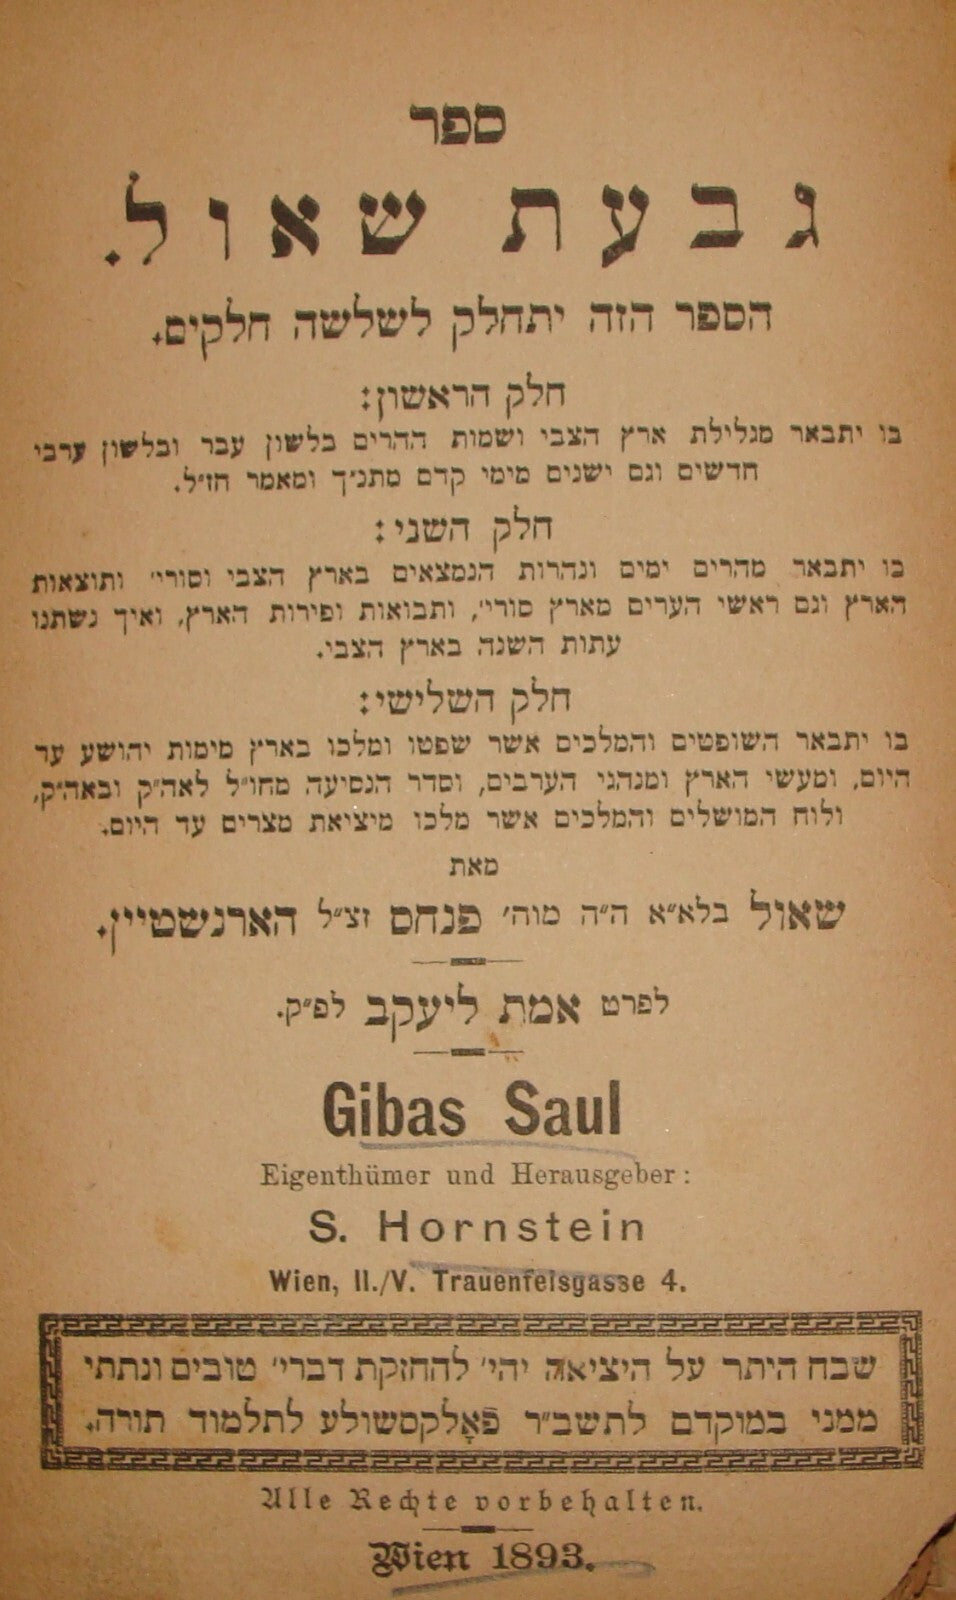 ספר
גבעת שאול.
הספר הזה יתחלק לשלשה חלקים.
חלק הראשון:
בו יתבאר מגלילת ארץ הצבי ושמות ההרים בלשון עבר ובלשון ערבי
חדשים וגם ישנים מימי קדם מתנ״ך ומאמר חז״ל.
חלק השני:
בו יתבאר מהרים ימים ונהרות הנמצאים בארץ הצבי וסורי׳ ותוצאות
הארץ וגם ראשי הערים מארץ סורי׳, ותבואות ופירות הארץ, ואיך נשתנו
עתות השנה בארץ הצבי.
חלק השלישי:
בו יתבאר השופטים והמלכים אשר שפטו ומלכו בארץ מימות יהושע עד
היום, ומעשי הארץ ומנהגי הערבים, וסדר הנסיעה מחו״ל לאה״ק ובאה״ק,
ולוח המושלים והמלכים אשר מלכו מיציאת מצרים עד היום.
מאת
שאול בלא״א ה״ה מוה׳ פנחס זצ״ל הארנשטיין.
לפרט אמת ליעקב לפ״ק.
Gibas Saul
Eigenthümer und Herausgeber:
S. Hornstein
Wien, II./V. Trauenfelsgasse 4.
שבח היתר על היציאה יהי׳ להחזקת דברי׳ טובים ונתתי
ממני במוקדם לתשב״ר פאָלקסשולע לתלמוד תורה.
Alle Rechte vorbehalten.
Wien 1893.